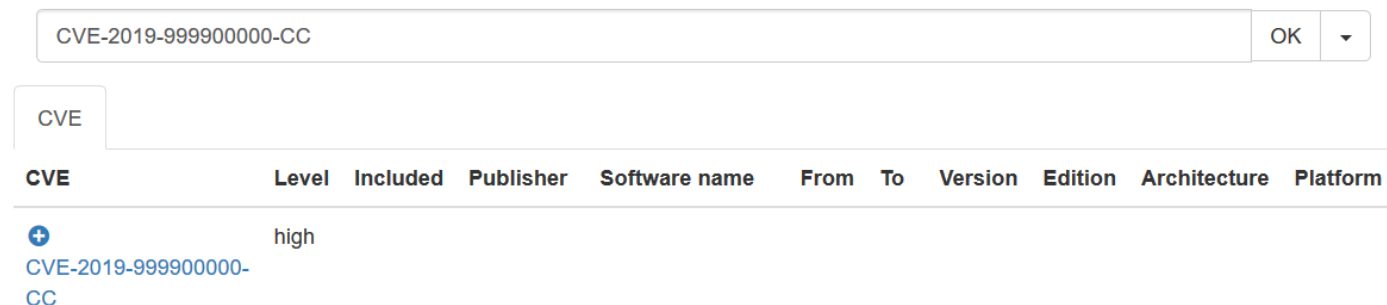 CVE-2019-999900000-CC OK
CVE
CVE Level Included Publisher Software name From To Version Edition Architecture Platform
high
CVE-2019-999900000-
CC